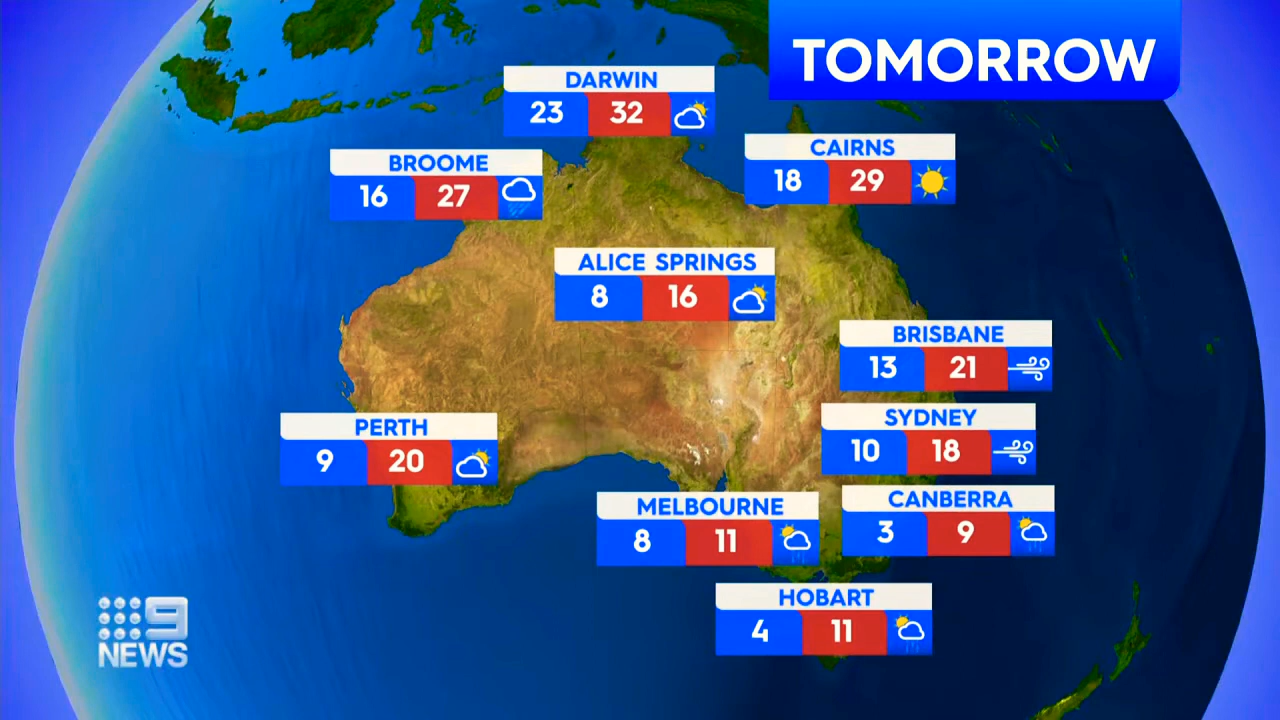 TOMORROW
DARWIN
23 32
BROOME
16 27
CAIRNS
18 29
ALICE SPRINGS
8 16
BRISBANE
13 21
PERTH
9 20
SYDNEY
10 18
MELBOURNE
8 11
CANBERRA
3 9
HOBART
4 11
9
NEWS